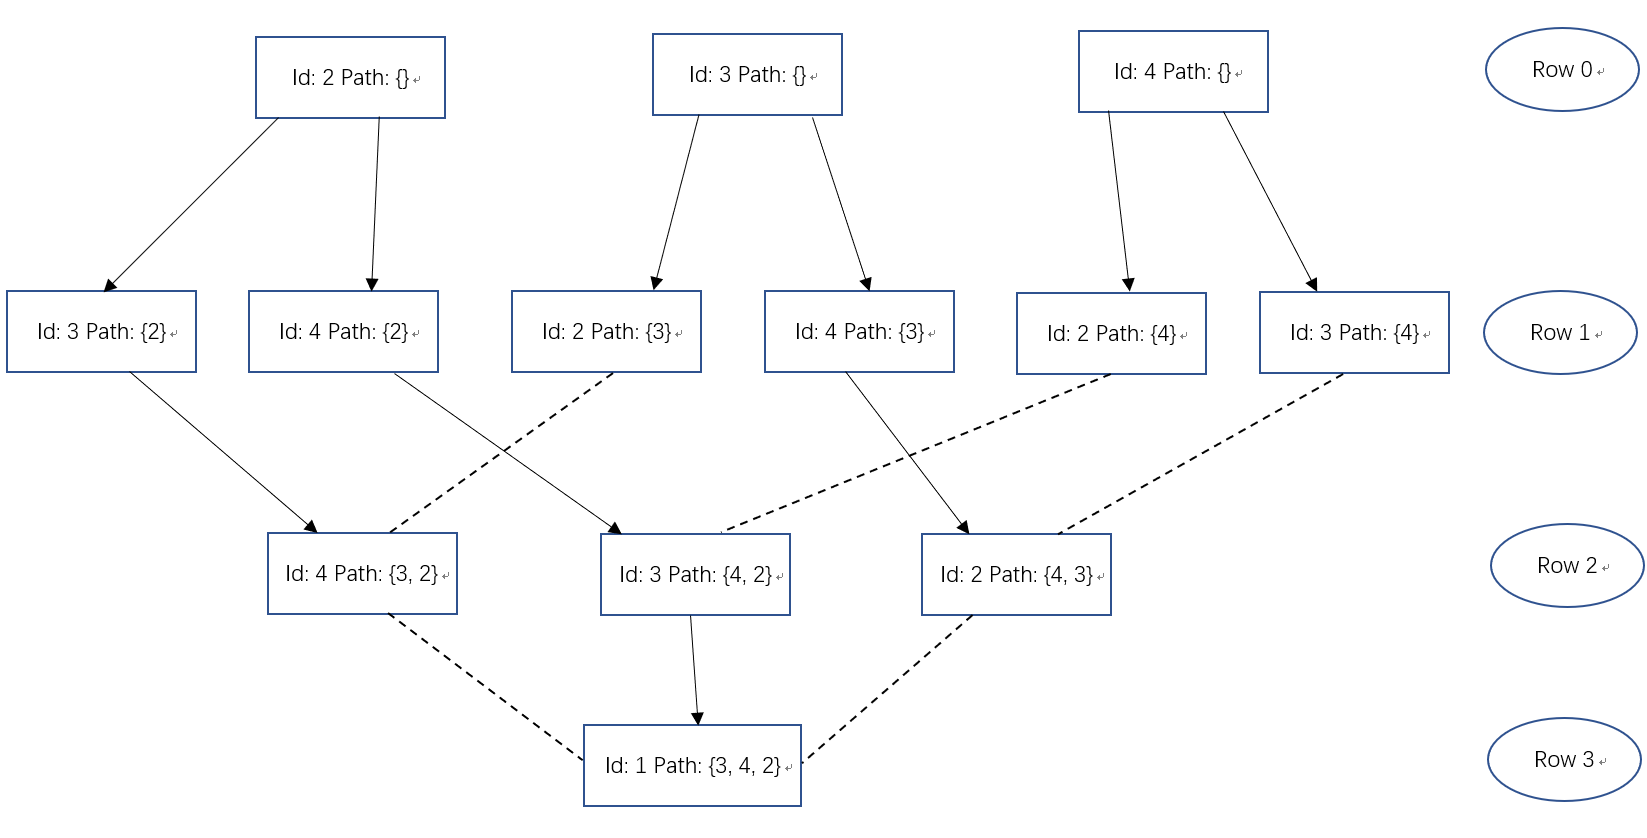 Id: 2 Path: {}
Id: 3 Path: {}
Id: 4 Path: {}
Row 0
Id: 3 Path: {2}
Id: 4 Path: {2}
Id: 2 Path: {3}
Id: 4 Path: {3}
Id: 2 Path: {4}
Id: 3 Path: {4}
Row 1
Id: 4 Path: {3, 2}
Id: 3 Path: {4, 2}
Id: 2 Path: {4, 3}
Row 2
Id: 1 Path: {3, 4, 2}
Row 3